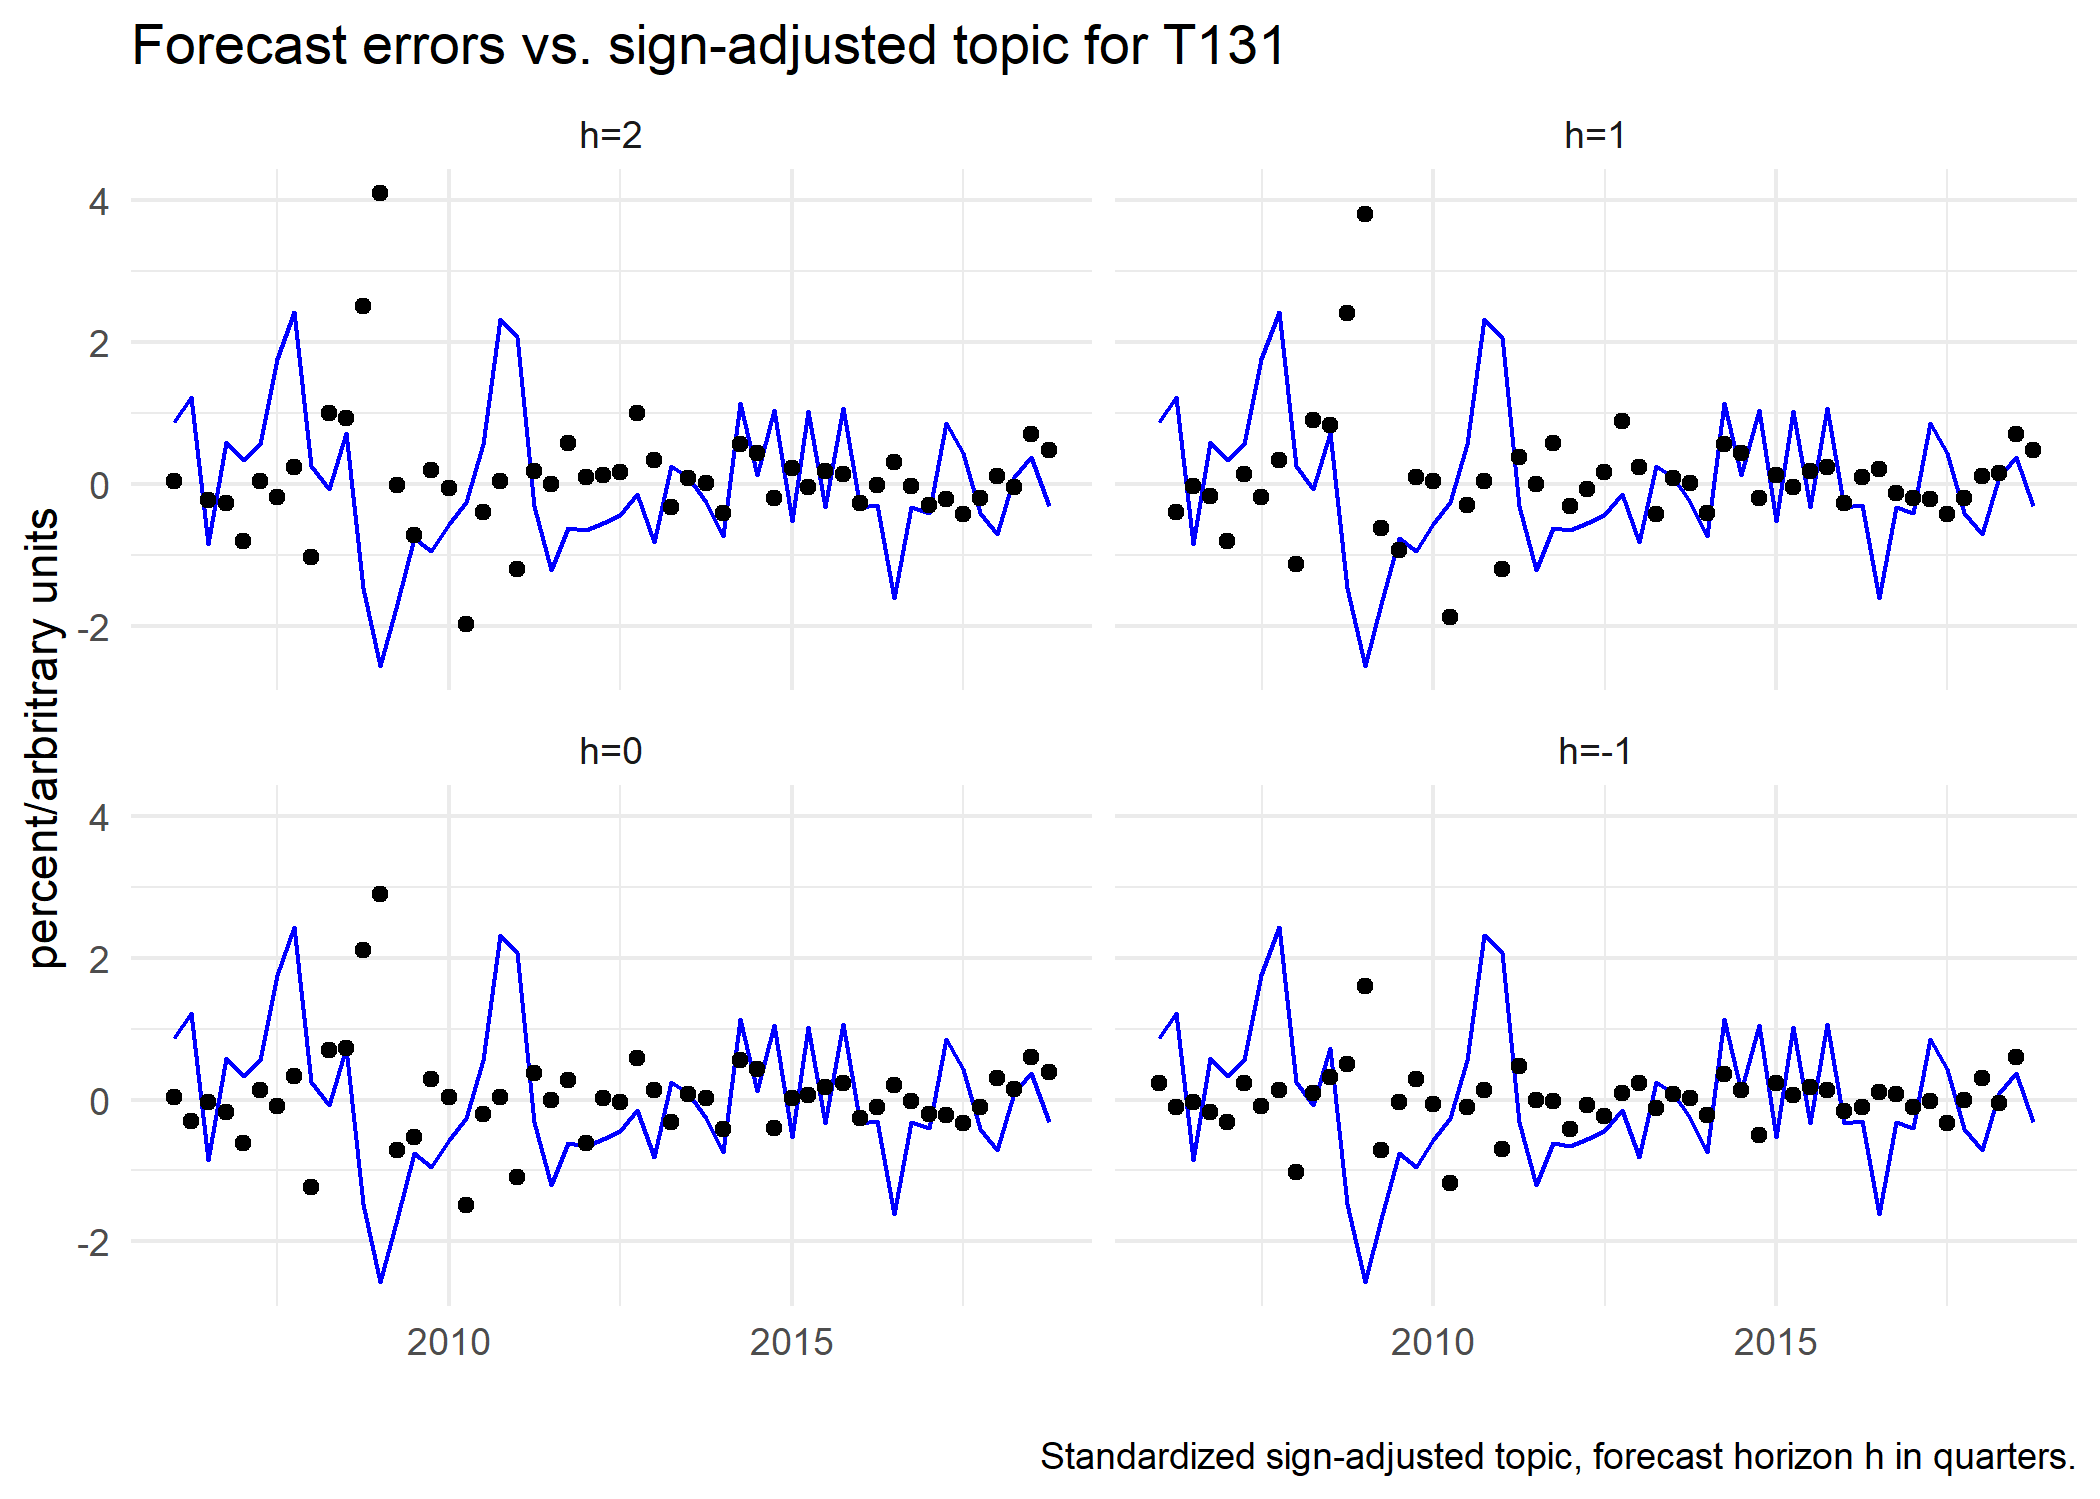 Forecast errors vs. sign-adjusted topic for T131
h=2
h=1
4
2
0
-2
h=0
h=-1
4
2
0
-2
percent/arbritrary units
2010
2015
2010
2015
Standardized sign-adjusted topic, forecast horizon h in quarters.